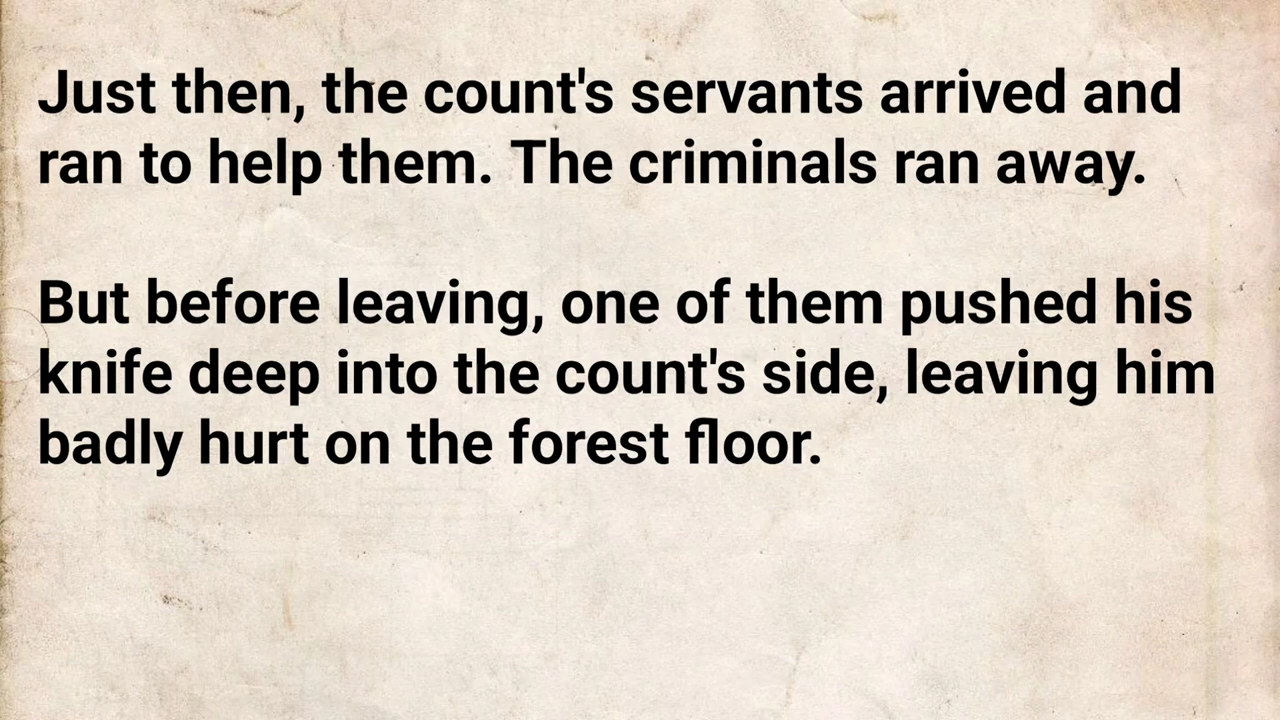 Just then, the count's servants arrived and
ran to help them. The criminals ran away.
But before leaving, one of them pushed his
knife deep into the count's side, leaving him
badly hurt on the forest floor.